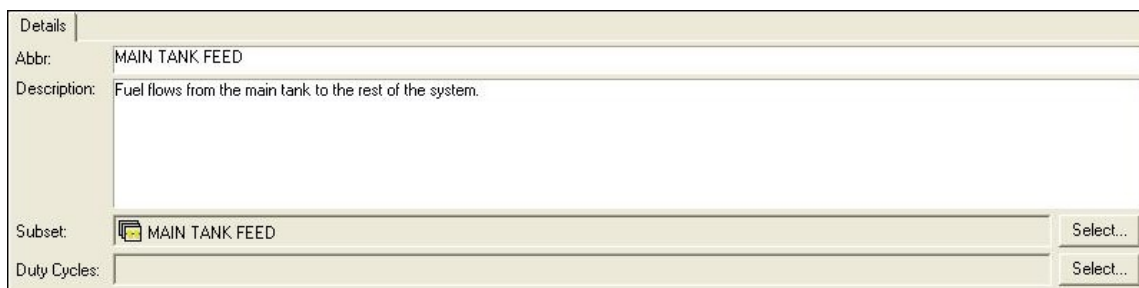 Details
Abbr: MAIN TANK FEED
Description: Fuel flows from the main tank to the rest of the system.
Subset: MAIN TANK FEED Select...
Duty Cycles: Select...